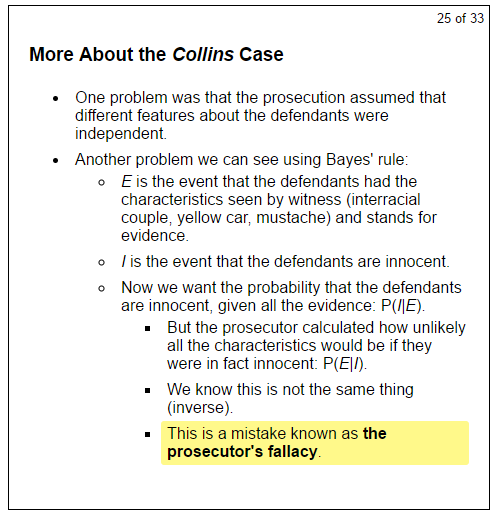 25 of 33
More About the Collins Case
• One problem was that the prosecution assumed that
different features about the defendants were
independent.
• Another problem we can see using Bayes' rule:
○ E is the event that the defendants had the
characteristics seen by witness (interracial
couple, yellow car, mustache) and stands for
evidence.
○ I is the event that the defendants are innocent.
○ Now we want the probability that the defendants
are innocent, given all the evidence: P(I|E).
▪ But the prosecutor calculated how unlikely
all the characteristics would be if they
were in fact innocent: P(E|I).
▪ We know this is not the same thing
(inverse).
▪ This is a mistake known as the
prosecutor's fallacy.